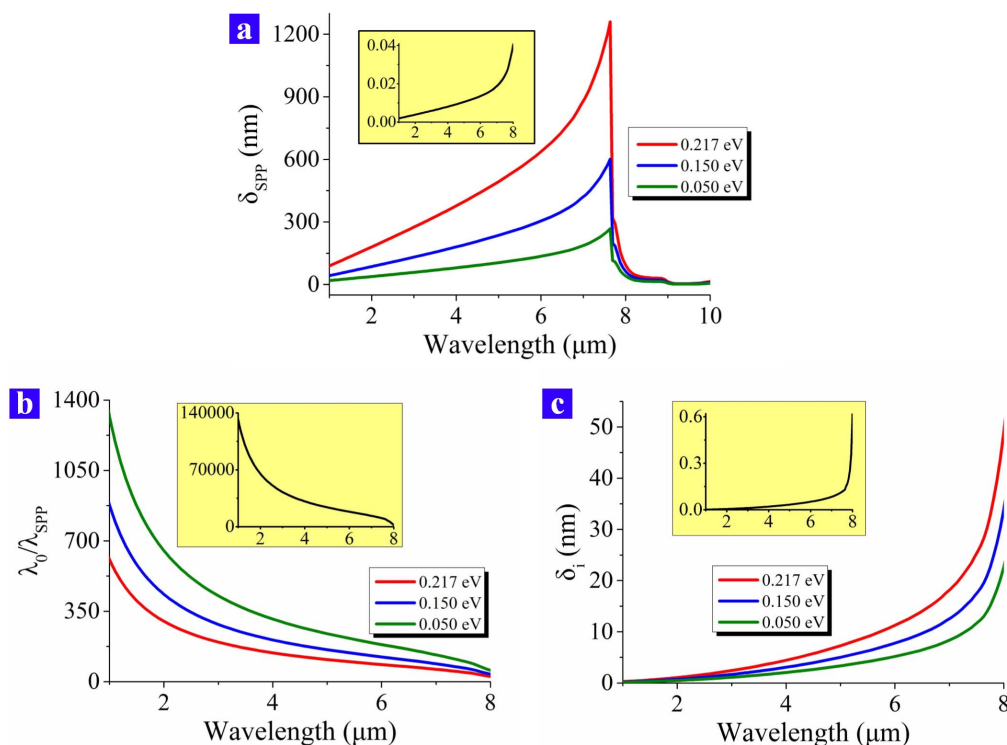 a
1200
900
600
300
0
δSPP (nm)
0.04
0.02
0.00
2 4 6 8
0.217 eV
0.150 eV
0.050 eV
2 4 6 8 10
Wavelength (μm)
b
1400
1050
700
350
0
λ0/λSPP
140000
70000
0
2 4 6 8
0.217 eV
0.150 eV
0.050 eV
2 4 6 8
Wavelength (μm)
c
50
40
30
20
10
0
δi (nm)
0.6
0.3
0.0
2 4 6 8
0.217 eV
0.150 eV
0.050 eV
2 4 6 8
Wavelength (μm)